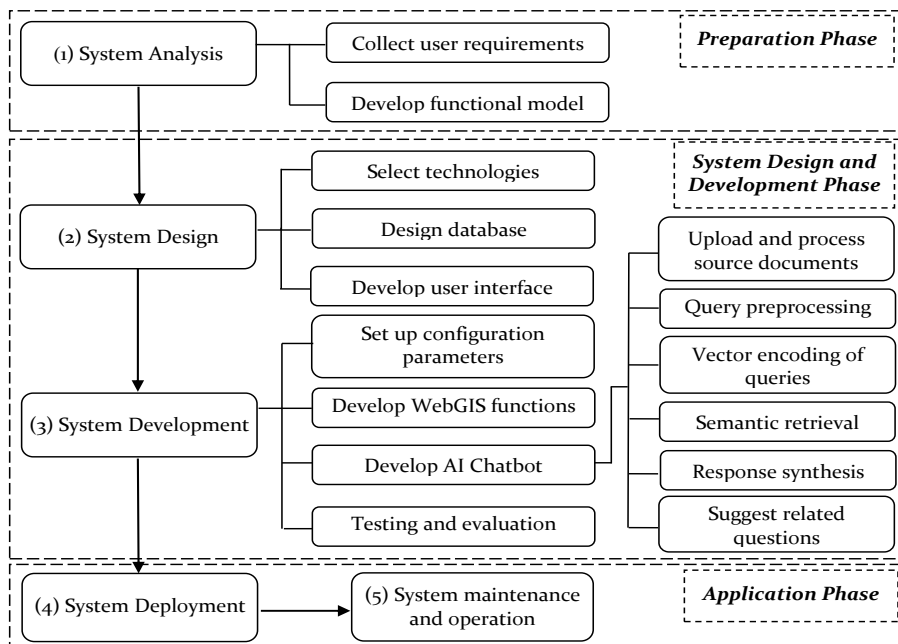 (1) System Analysis
Collect user requirements
Develop functional model
Preparation Phase
System Design and
Development Phase
(2) System Design
Select technologies
Design database
Develop user interface
(3) System Development
Set up configuration
parameters
Develop WebGIS functions
Develop AI Chatbot
Testing and evaluation
Upload and process
source documents
Query preprocessing
Vector encoding of
queries
Semantic retrieval
Response synthesis
Suggest related
questions
(4) System Deployment
(5) System maintenance
and operation
Application Phase